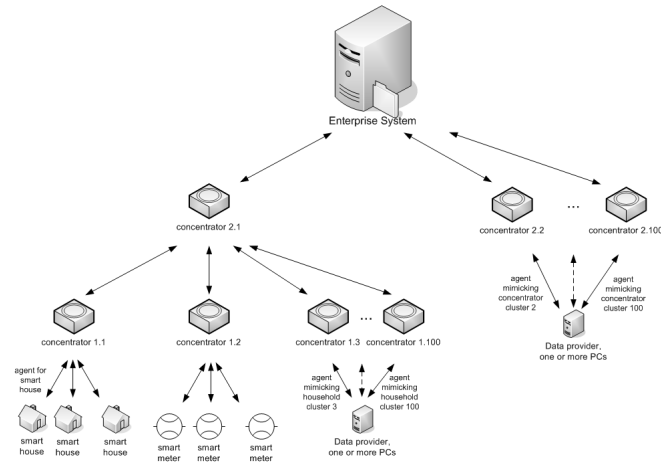 Enterprise System
concentrator 2.1
concentrator 2.2
...
concentrator 2.100
agent
mimicking
concentrator
cluster 2
agent
mimicking
concentrator
cluster 100
Data provider,
one or more PCs
concentrator 1.1
concentrator 1.2
concentrator 1.3
...
concentrator 1.100
agent for
smart
house
agent
mimicking
household
cluster 3
agent
mimicking
household
cluster 100
smart
house
smart
house
smart
house
smart
meter
smart
meter
smart
meter
Data provider,
one or more PCs